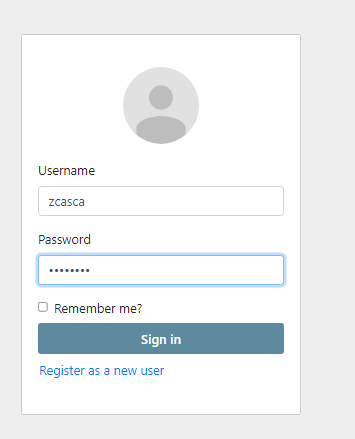 Username
zcasca
Password
••••••••
Remember me?
Sign in
Register as a new user